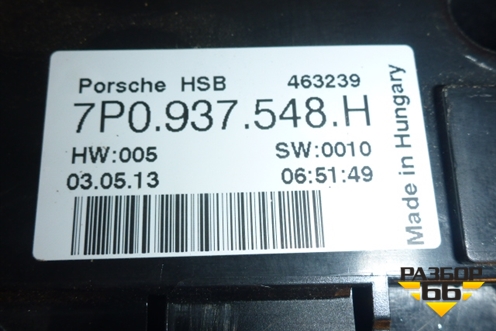 Porsche HSB 463239
7P0.937.548.H
HW:005 SW:0010
03.05.13 06:51:49
Made in Hungary
РАЗБОР
66